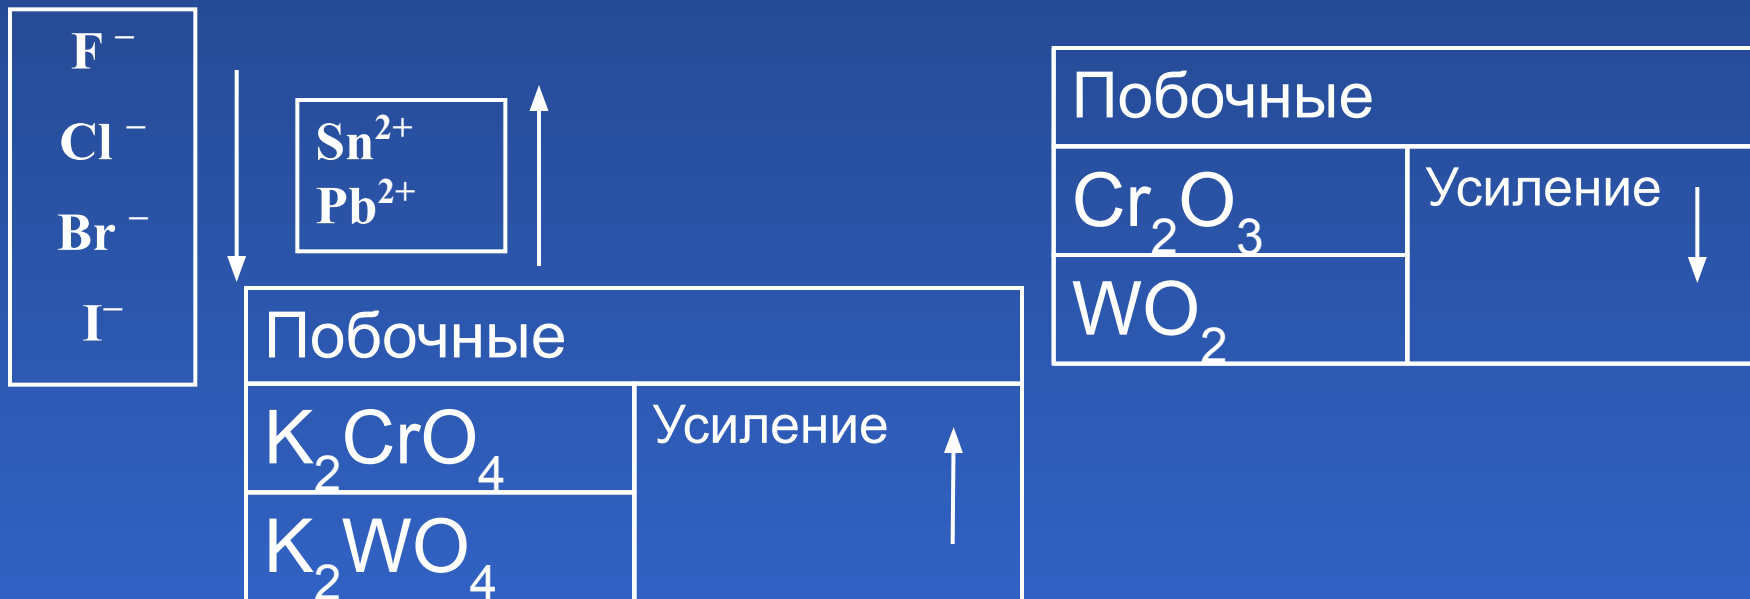 F⁻
Cl⁻
Br⁻
I⁻
Sn²⁺
Pb²⁺
Побочные
K₂CrO₄
Усиление
K₂WO₄
Побочные
Cr₂O₃
Усиление
WO₂